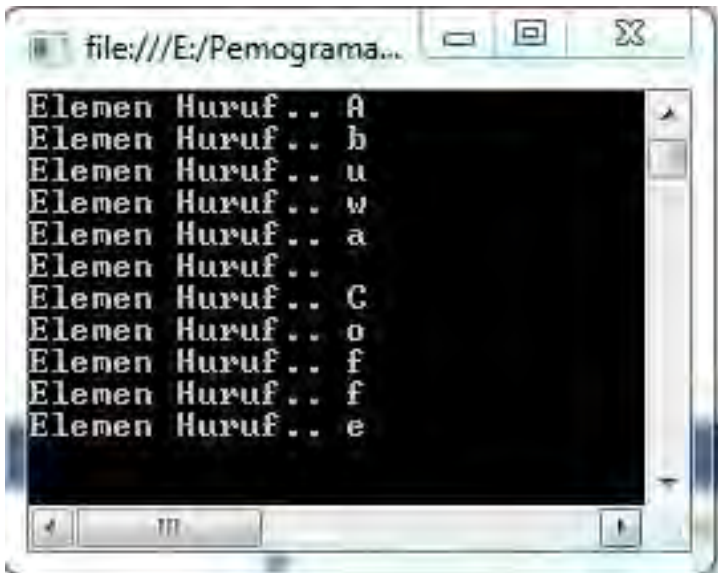 file:///E:/Pemograma...
Elemen Huruf.. A
Elemen Huruf.. b
Elemen Huruf.. u
Elemen Huruf.. w
Elemen Huruf.. a
Elemen Huruf..
Elemen Huruf.. C
Elemen Huruf.. o
Elemen Huruf.. f
Elemen Huruf.. f
Elemen Huruf.. e